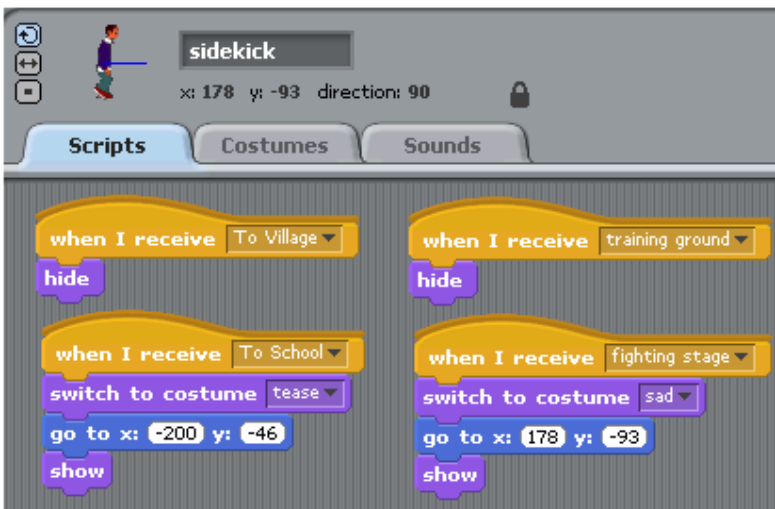 sidekick
x: 178 y: -93 direction: 90
Scripts Costumes Sounds
when I receive To Village
hide
when I receive To School
switch to costume tease
go to x: -200 y: -46
show
when I receive training ground
hide
when I receive fighting stage
switch to costume sad
go to x: 178 y: -93
show